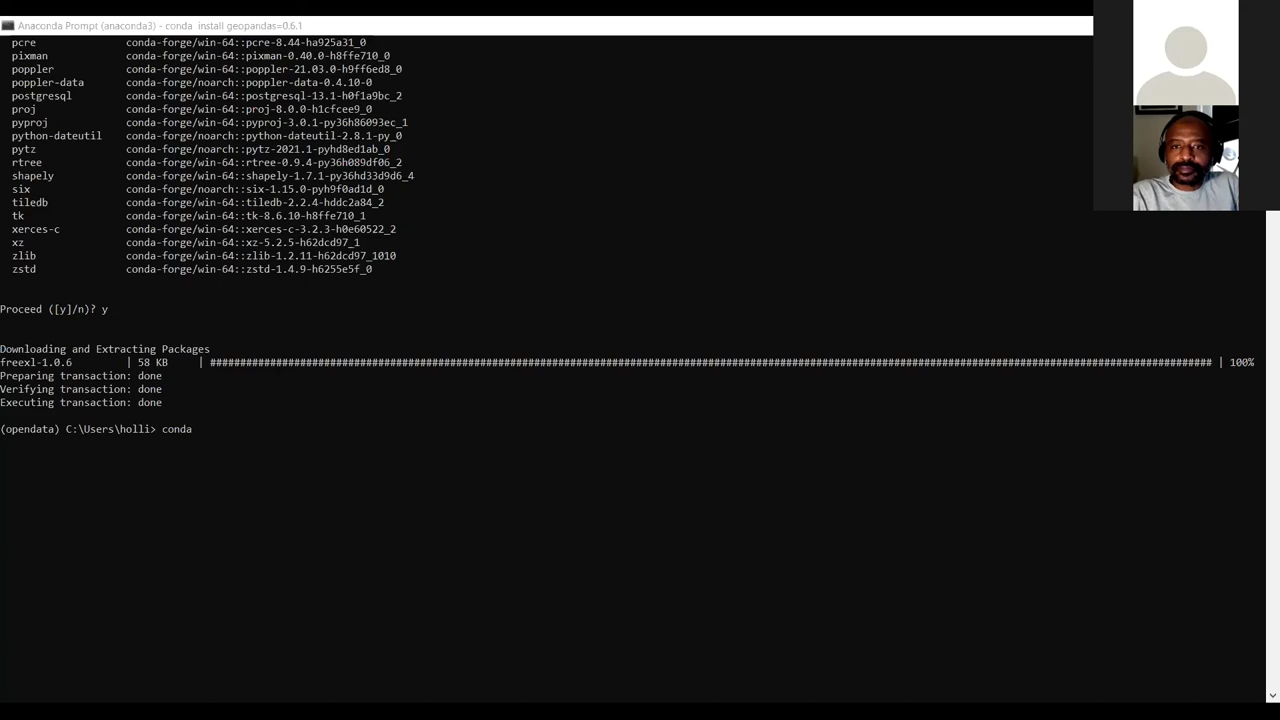 Anaconda Prompt (anaconda3) - conda  install geopandas=0.6.1
pcre conda-forge/win-64::pcre-8.44-ha925a31_0
pixman conda-forge/win-64::pixman-0.40.0-h8ffe710_0
poppler conda-forge/win-64::poppler-21.03.0-h9ff6ed8_0
poppler-data conda-forge/noarch::poppler-data-0.4.10-0
postgresql conda-forge/win-64::postgresql-13.1-h0f1a9bc_2
proj conda-forge/win-64::proj-8.0.0-h1cfcee9_0
pyproj conda-forge/win-64::pyproj-3.0.1-py36h86093ec_1
python-dateutil conda-forge/noarch::python-dateutil-2.8.1-py_0
pytz conda-forge/noarch::pytz-2021.1-pyhd8ed1ab_0
rtree conda-forge/win-64::rtree-0.9.4-py36h089df06_2
shapely conda-forge/win-64::shapely-1.7.1-py36hd33d9d6_4
six conda-forge/noarch::six-1.15.0-pyh9f0ad1d_0
tiledb conda-forge/win-64::tiledb-2.2.4-hddc2a84_2
tk conda-forge/win-64::tk-8.6.10-h8ffe710_1
xerces-c conda-forge/win-64::xerces-c-3.2.3-h0e60522_2
xz conda-forge/win-64::xz-5.2.5-h62dcd97_1
zlib conda-forge/win-64::zlib-1.2.11-h62dcd97_1010
zstd conda-forge/win-64::zstd-1.4.9-h6255e5f_0
Proceed ([y]/n)? y
Downloading and Extracting Packages
freexl-1.0.6 | 58 KB | ####################################################################################################################################################################### | 100%
Preparing transaction: done
Verifying transaction: done
Executing transaction: done
(opendata) C:\Users\holli> conda